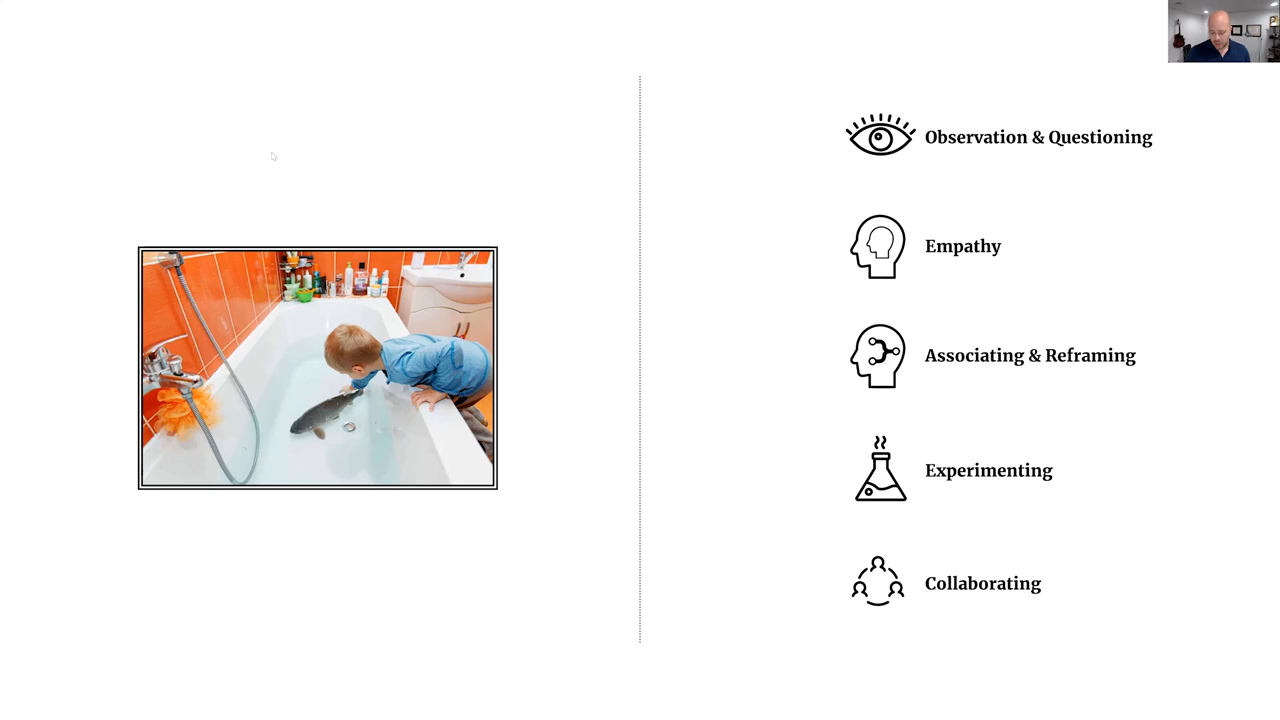 Observation & Questioning
Empathy
Associating & Reframing
Experimenting
Collaborating